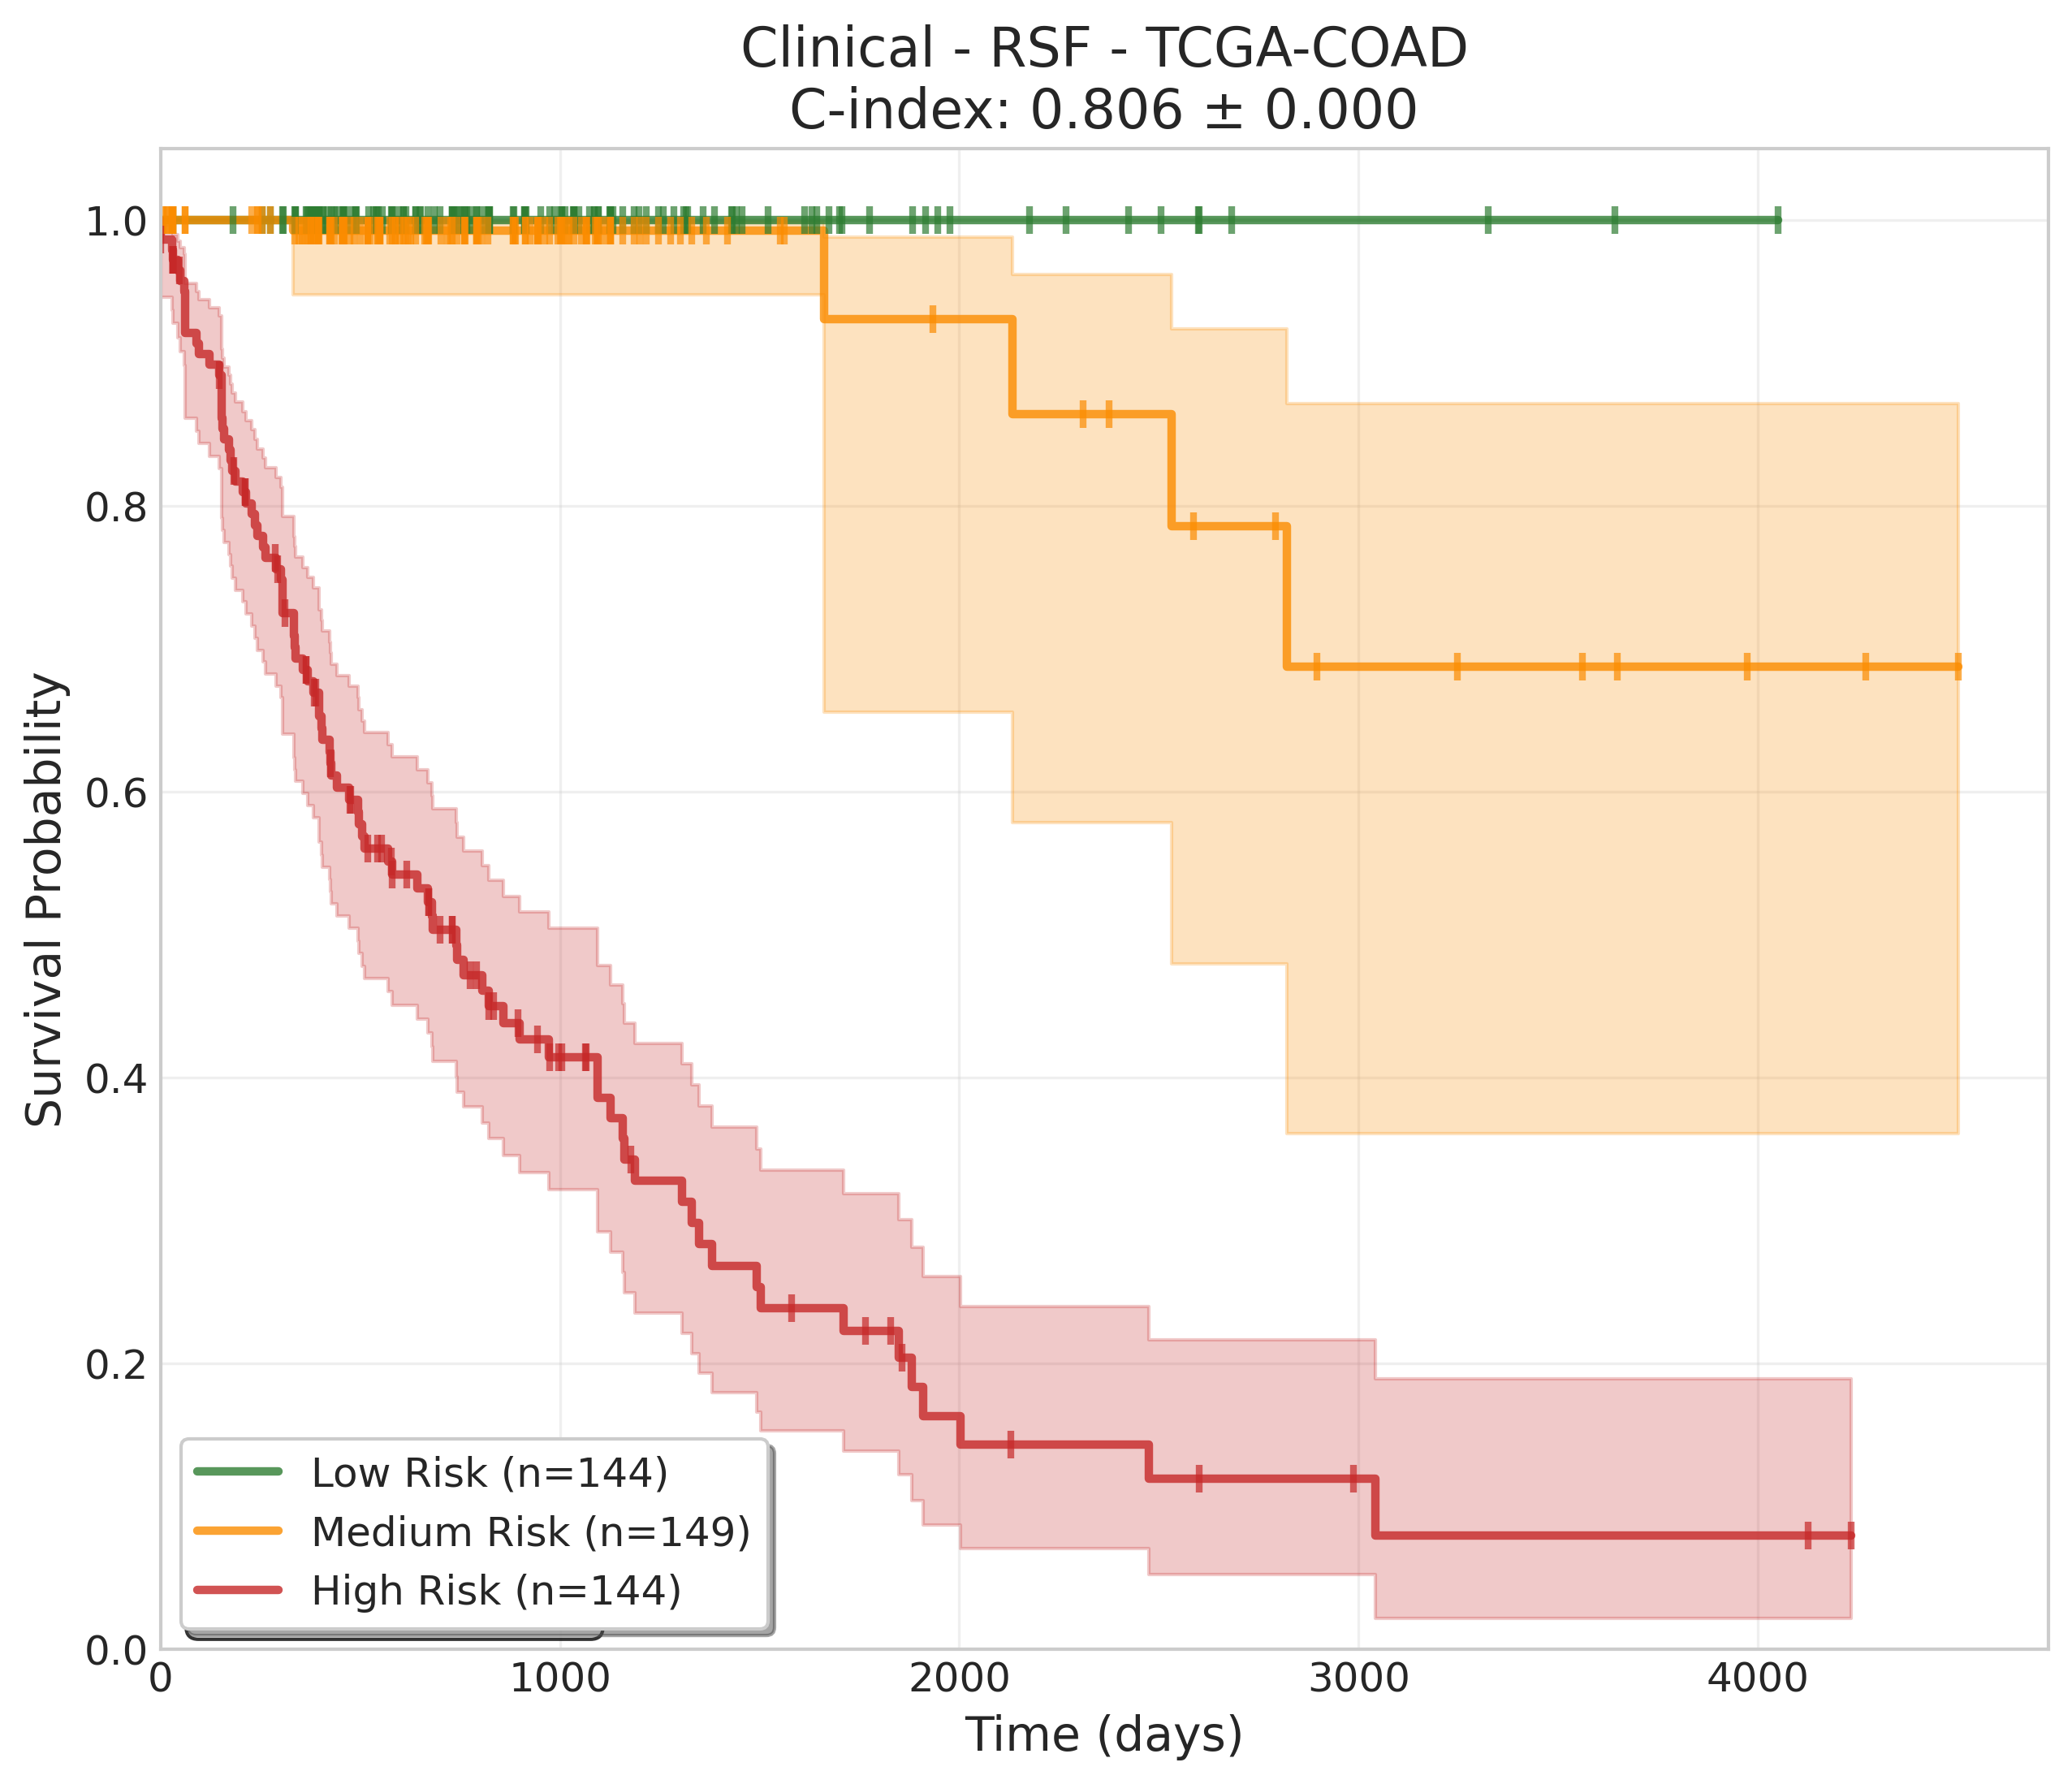 Clinical - RSF - TCGA-COAD
C-index: 0.806 ± 0.000
Survival Probability
1.0
0.8
0.6
0.4
0.2
0.0
Low Risk (n=144)
Medium Risk (n=149)
High Risk (n=144)
0 1000 2000 3000 4000
Time (days)